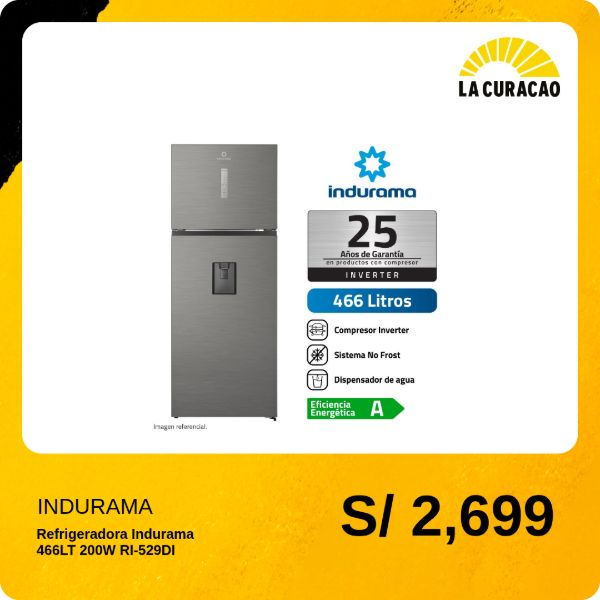 LA CURACAO
indurama
indurama
25
Años de Garantía
en productos con compresor
INVERTER
466 Litros
Compresor Inverter
Sistema No Frost
Dispensador de agua
Eficiencia
Energética
A
Imagen referencial.
INDURAMA
Refrigeradora Indurama
466LT 200W RI-529DI
S/ 2,699